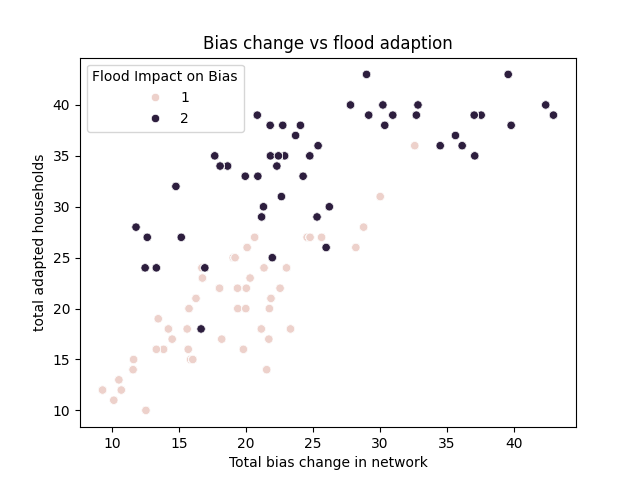 Bias change vs flood adaption
Flood Impact on Bias
1
2
total adapted households
40
35
30
25
20
15
10
10 15 20 25 30 35 40
Total bias change in network